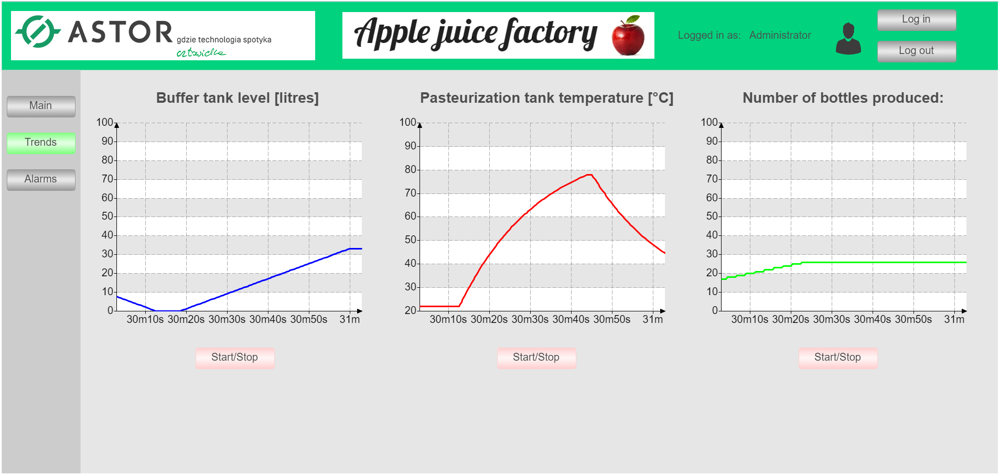 ASTOR gdzie technologia spotyka
człowieka
Apple juice factory
Logged in as: Administrator
Log in
Log out
Main
Trends
Alarms
Buffer tank level [litres]
100
90
80
70
60
50
40
30
20
10
0
30m10s 30m20s 30m30s 30m40s 30m50s 31m
Start/Stop
Pasteurization tank temperature [°C]
100
90
80
70
60
50
40
30
20
30m10s 30m20s 30m30s 30m40s 30m50s 31m
Start/Stop
Number of bottles produced:
100
90
80
70
60
50
40
30
20
10
0
30m10s 30m20s 30m30s 30m40s 30m50s 31m
Start/Stop